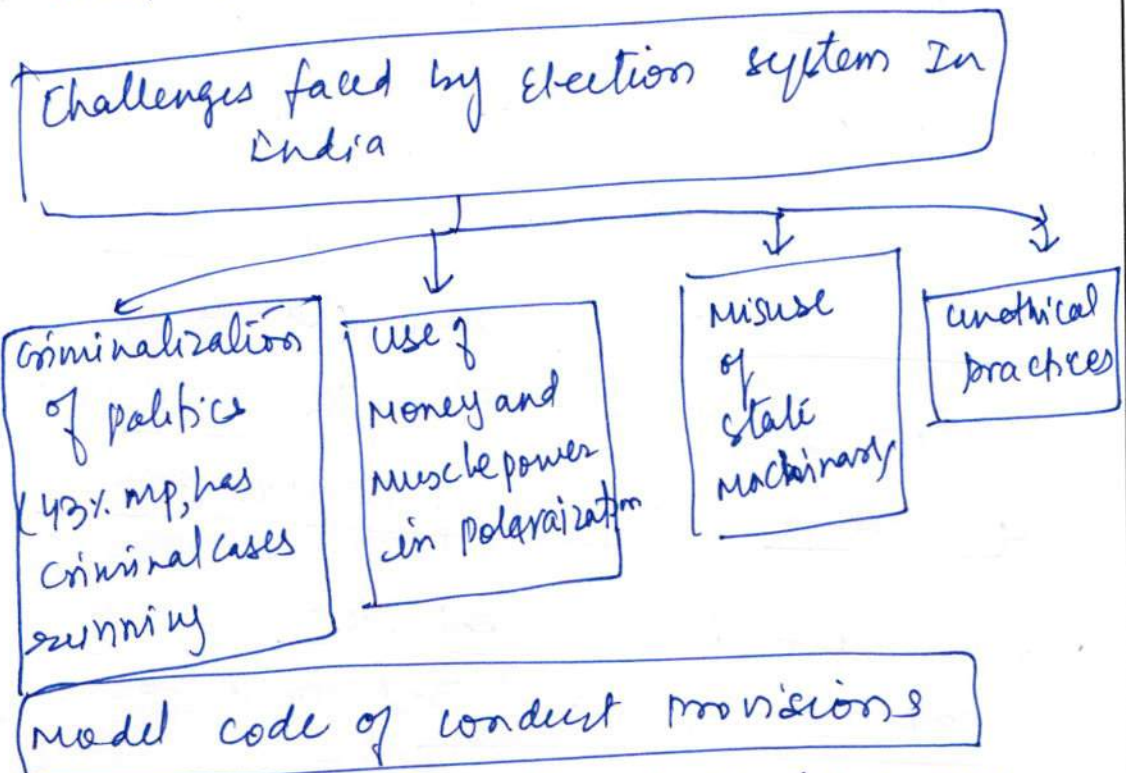 Challenges faced by Election system In
India
Criminalization
of politics
(43% mp, has
criminal cases
running
use of
Money and
Muscle power
in Polaraization
Misuse
of
state
machinary
unethical
practices
Model code of conduct provisions